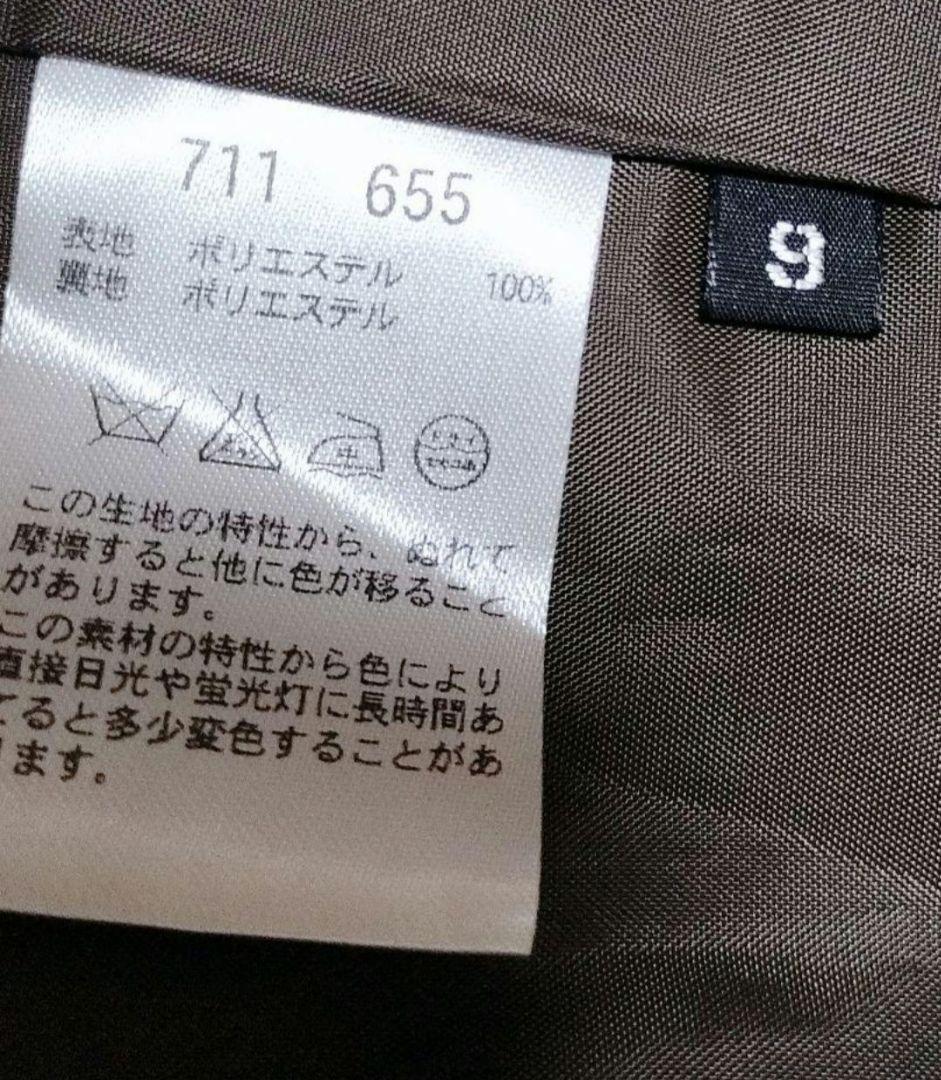 711 655
表地 ポリエステル 100%
裏地 ポリエステル
9
中
この生地の特性から、ぬれて
摩擦すると他に色が移ること
があります。
この素材の特性から色により
直接日光や蛍光灯に長時間あ
てると多少変色することがあ
ります。